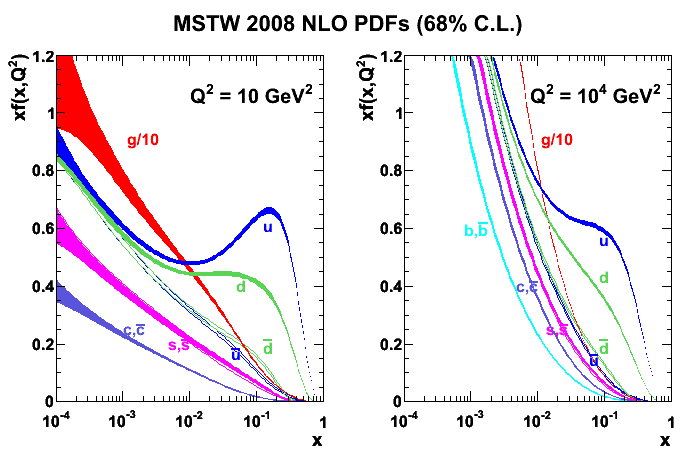 MSTW 2008 NLO PDFs (68% C.L.)
xf(x,Q²)
1.2
1
0.8
0.6
0.4
0.2
0
Q² = 10 GeV²
g/10
u
d
c,c̅
s,s̅
u̅
d̅
10⁻⁴
10⁻³
10⁻²
10⁻¹
1
x
xf(x,Q²)
1.2
1
0.8
0.6
0.4
0.2
0
Q² = 10⁴ GeV²
g/10
b,b̅
u
d
c,c̅
s,s̅
u̅
d̅
10⁻⁴
10⁻³
10⁻²
10⁻¹
1
x